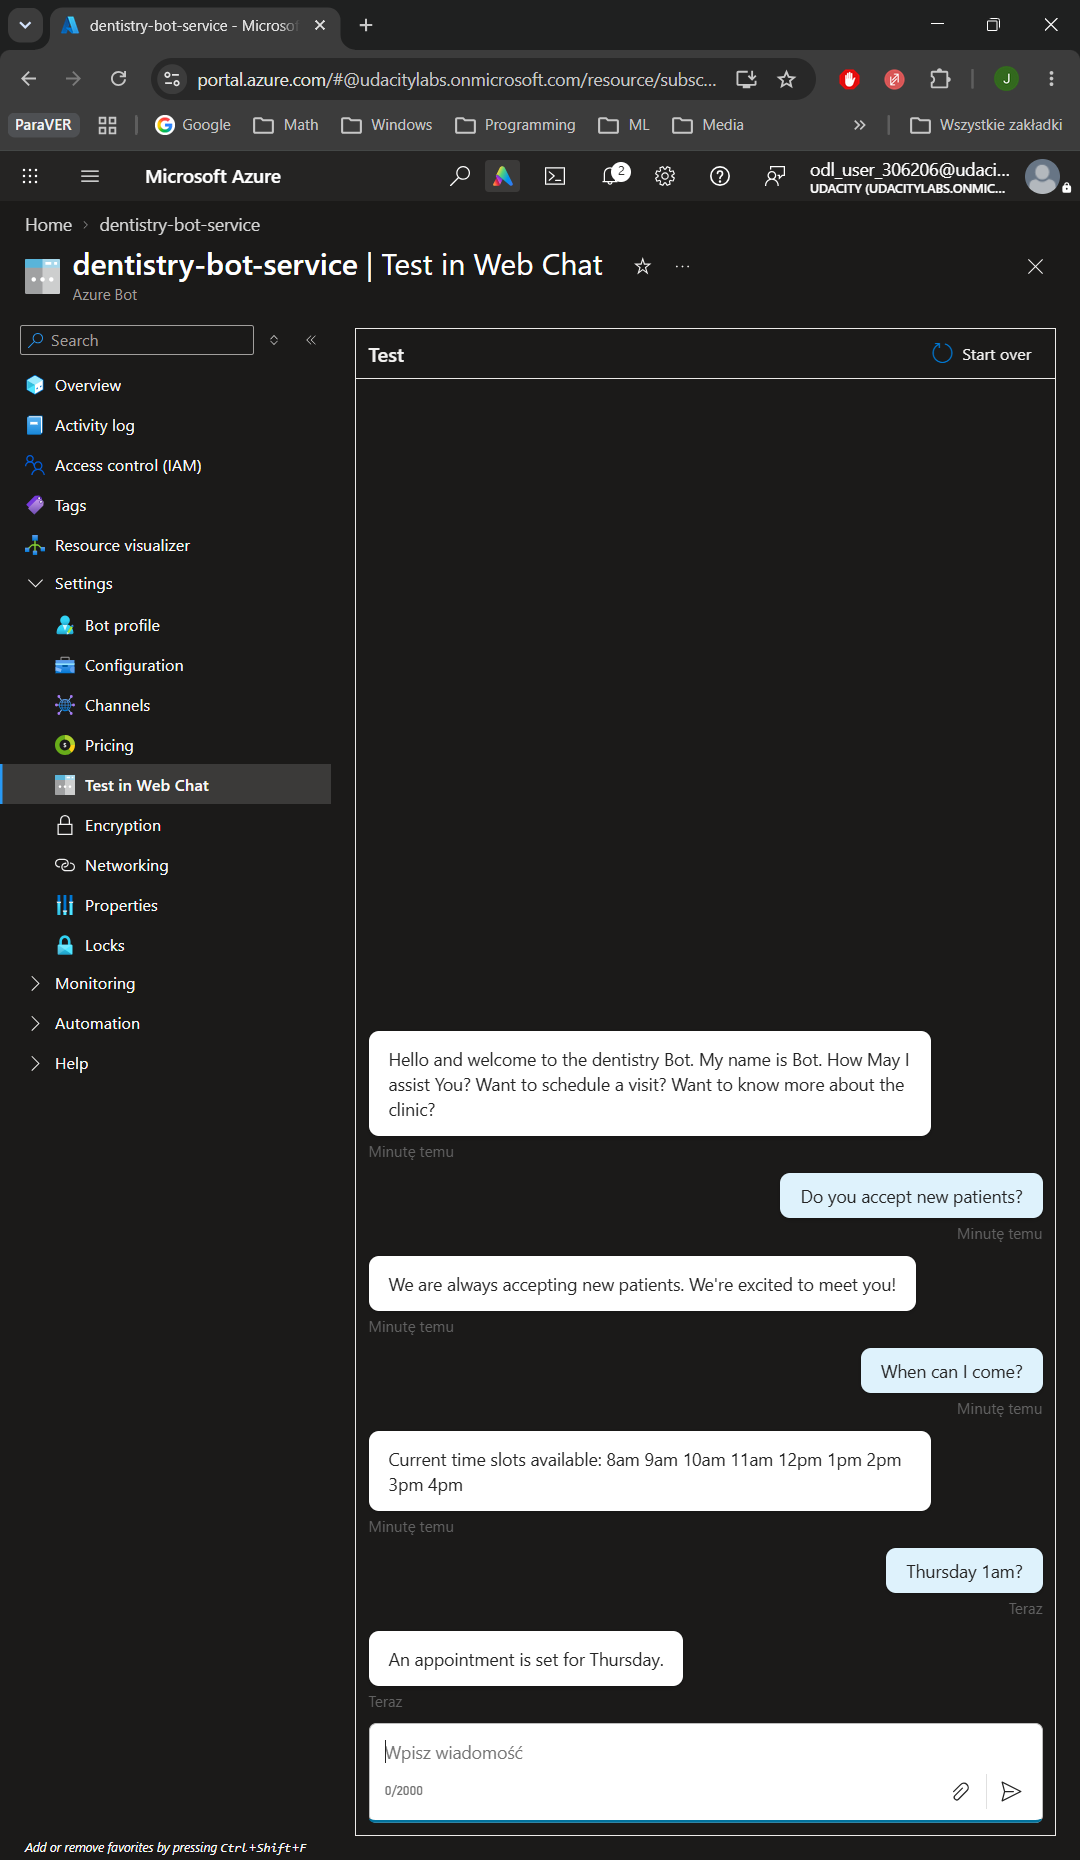 dentistry-bot-service - Microsof
portal.azure.com/#@udacitylabs.onmicrosoft.com/resource/subsc...
J
ParaVER
Google
Math
Windows
Programming
ML
Media
Wszystkie zakładki
Microsoft Azure
2
odl_user_306206@udaci...
UDACITY (UDACITYLABS.ONMIC...
Home > dentistry-bot-service
dentistry-bot-service | Test in Web Chat
Azure Bot
Search
Overview
Activity log
Access control (IAM)
Tags
Resource visualizer
Settings
Bot profile
Configuration
Channels
Pricing
Test in Web Chat
Encryption
Networking
Properties
Locks
Monitoring
Automation
Help
Test
Start over
Hello and welcome to the dentistry Bot. My name is Bot. How May I
assist You? Want to schedule a visit? Want to know more about the
clinic?
Minutę temu
Do you accept new patients?
Minutę temu
We are always accepting new patients. We're excited to meet you!
Minutę temu
When can I come?
Minutę temu
Current time slots available: 8am 9am 10am 11am 12pm 1pm 2pm
3pm 4pm
Minutę temu
Thursday 1am?
Teraz
An appointment is set for Thursday.
Teraz
Wpisz wiadomość
0/2000
Add or remove favorites by pressing Ctrl+Shift+F